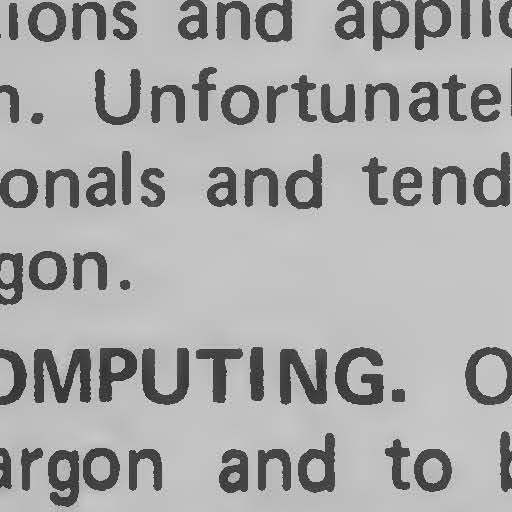 ions and applic
n. Unfortunatel
onals and tend
gon.
OMPUTING. O
argon and to b